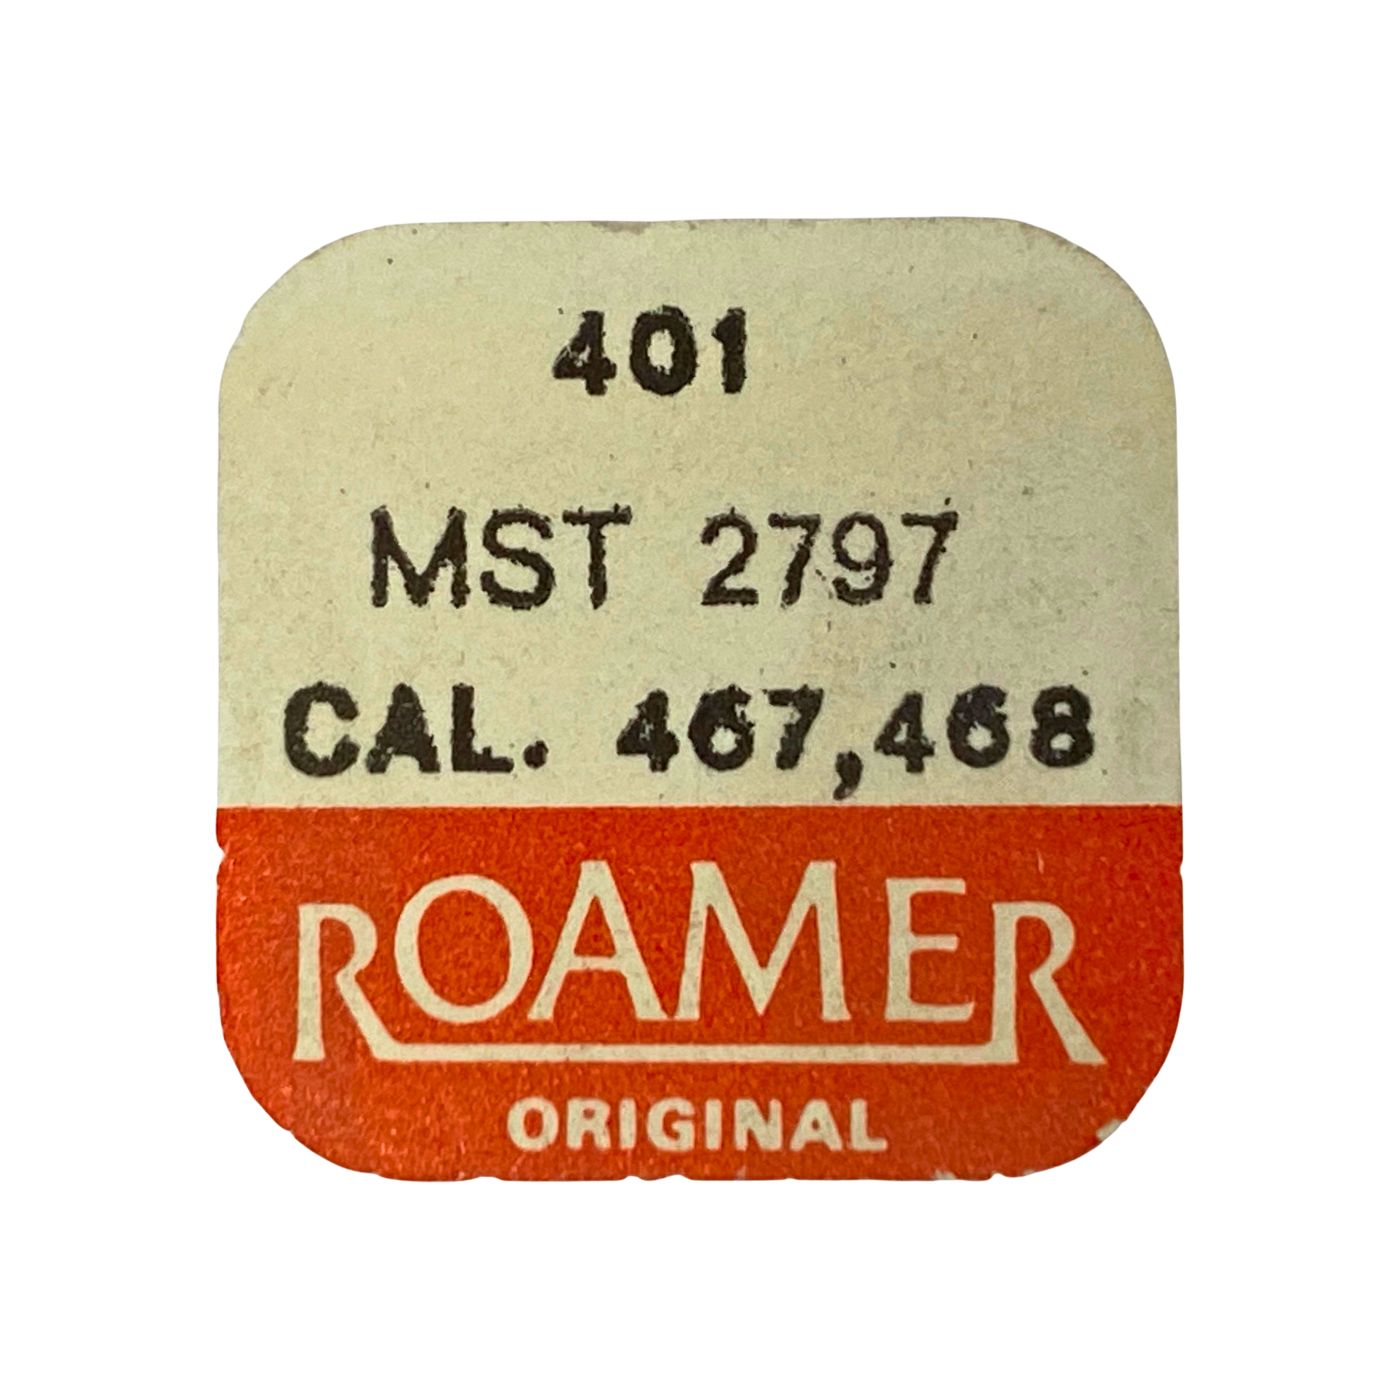 401
MST 2797
CAL. 467,468
ROAMER
ORIGINAL